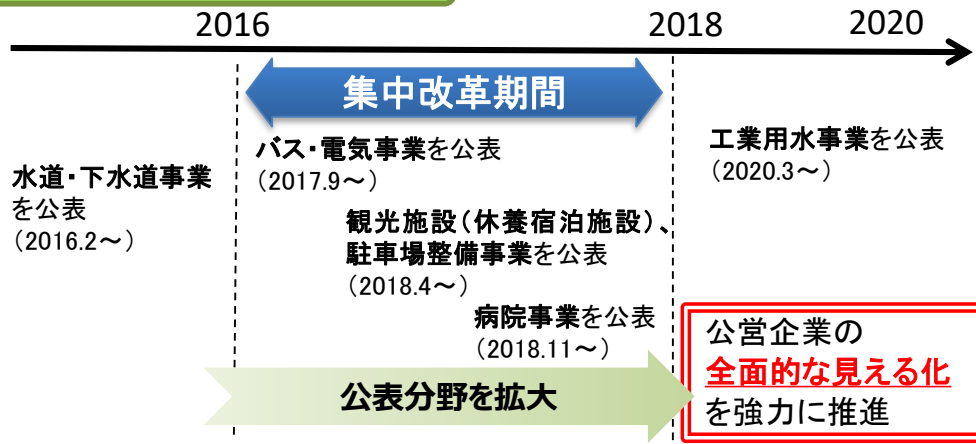 2016
2018
2020
集中改革期間
水道・下水道事業
を公表
(2016.2～)
バス・電気事業を公表
(2017.9～)
観光施設(休養宿泊施設)、
駐車場整備事業を公表
(2018.4～)
病院事業を公表
(2018.11～)
工業用水事業を公表
(2020.3～)
公表分野を拡大
公営企業の
全面的な見える化
を強力に推進